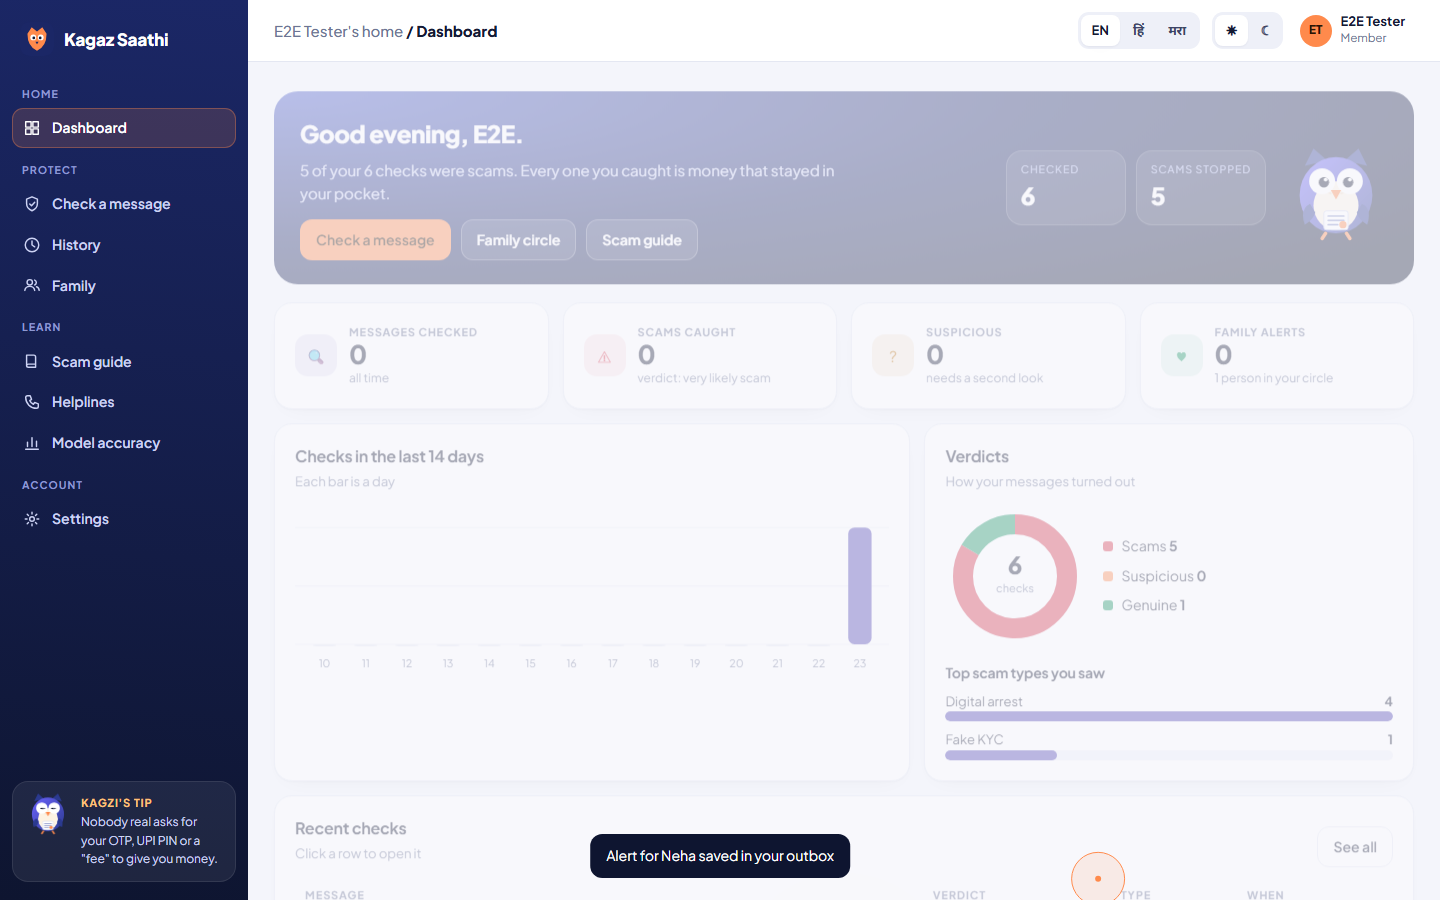 Kagaz Saathi
E2E Tester's home / Dashboard
EN हिं मरा
ET
E2E Tester
Member
HOME
Dashboard
PROTECT
Check a message
History
Family
LEARN
Scam guide
Helplines
Model accuracy
ACCOUNT
Settings
KAGZI'S TIP
Nobody real asks for
your OTP, UPI PIN or a
"fee" to give you money.
Good evening, E2E.
5 of your 6 checks were scams. Every one you caught is money that stayed in
your pocket.
Check a message
Family circle
Scam guide
CHECKED
6
SCAMS STOPPED
5
MESSAGES CHECKED
0
all time
SCAMS CAUGHT
0
verdict: very likely scam
?
SUSPICIOUS
0
needs a second look
FAMILY ALERTS
0
1 person in your circle
Checks in the last 14 days
Each bar is a day
10 11 12 13 14 15 16 17 18 19 20 21 22 23
Verdicts
How your messages turned out
6
checks
Scams 5
Suspicious 0
Genuine 1
Top scam types you saw
Digital arrest 4
Fake KYC 1
Recent checks
Click a row to open it
See all
MESSAGE VERDICT TYPE WHEN
Alert for Neha saved in your outbox